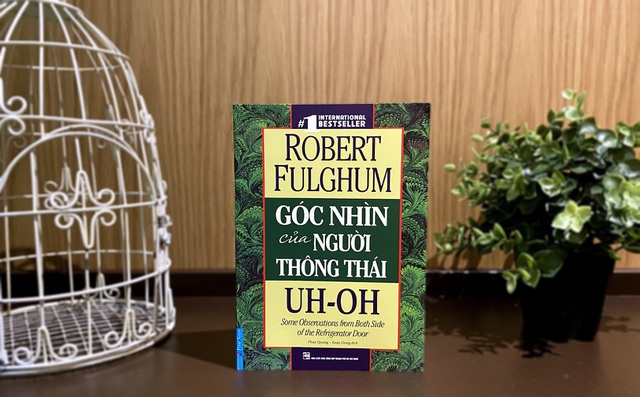 #1 INTERNATIONAL
BESTSELLER
ROBERT
FULGHUM
GÓC NHÌN
của NGƯỜI
THÔNG THÁI
UH-OH
Some Observations from Both Side
of the Refrigerator Door